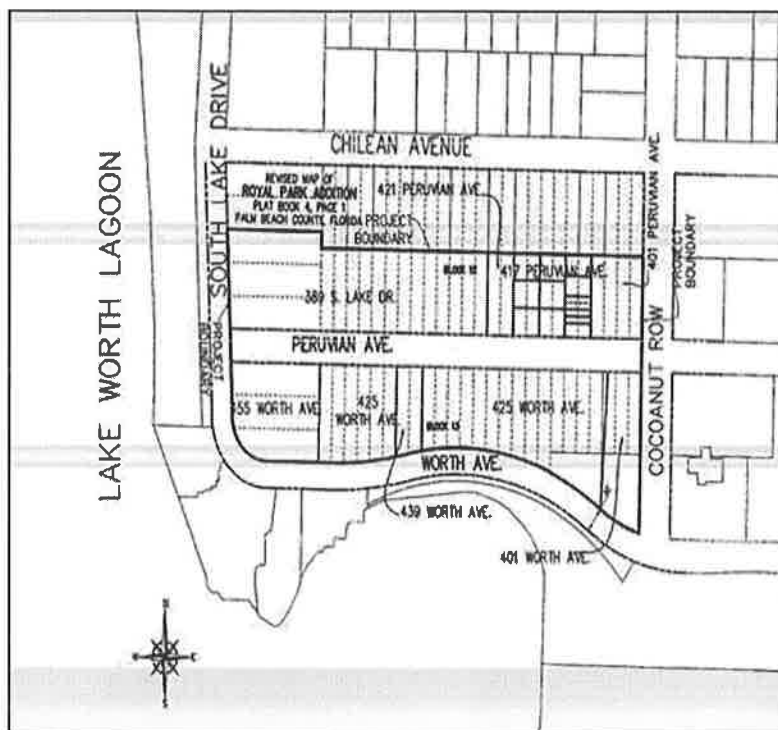 LAKE WORTH LAGOON
SOUTH LAKE DRIVE
CHILEAN AVENUE
REVISED MAP OF
ROYAL PARK ADDITION
PLAT BOOK 4, PAGE 1
PALM BEACH COUNTY, FLORIDA
421 PERUVIAN AVE.
PROJECT
BOUNDARY
401 PERUVIAN AVE.
PROJECT
BOUNDARY
BLOCK 12
417 PERUVIAN AVE.
389 S. LAKE DR.
PROJECT
BOUNDARY
PERUVIAN AVE.
COCOANUT ROW
455 WORTH AVE.
425
WORTH AVE.
BLOCK 13
425 WORTH AVE.
WORTH AVE.
439 WORTH AVE.
401 WORTH AVE.
N
W
E
S